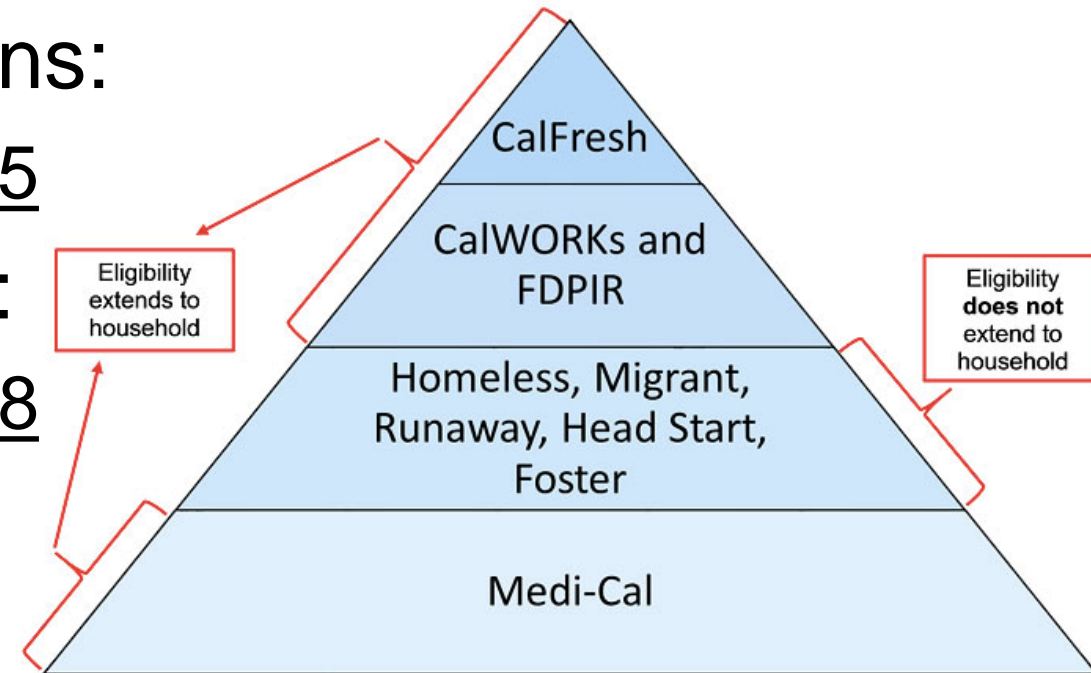 ns:
5
:
8
CalFresh
CalWORKs and
FDPIR
Homeless, Migrant,
Runaway, Head Start,
Foster
Medi-Cal
Eligibility
extends to
household
Eligibility
does not
extend to
household